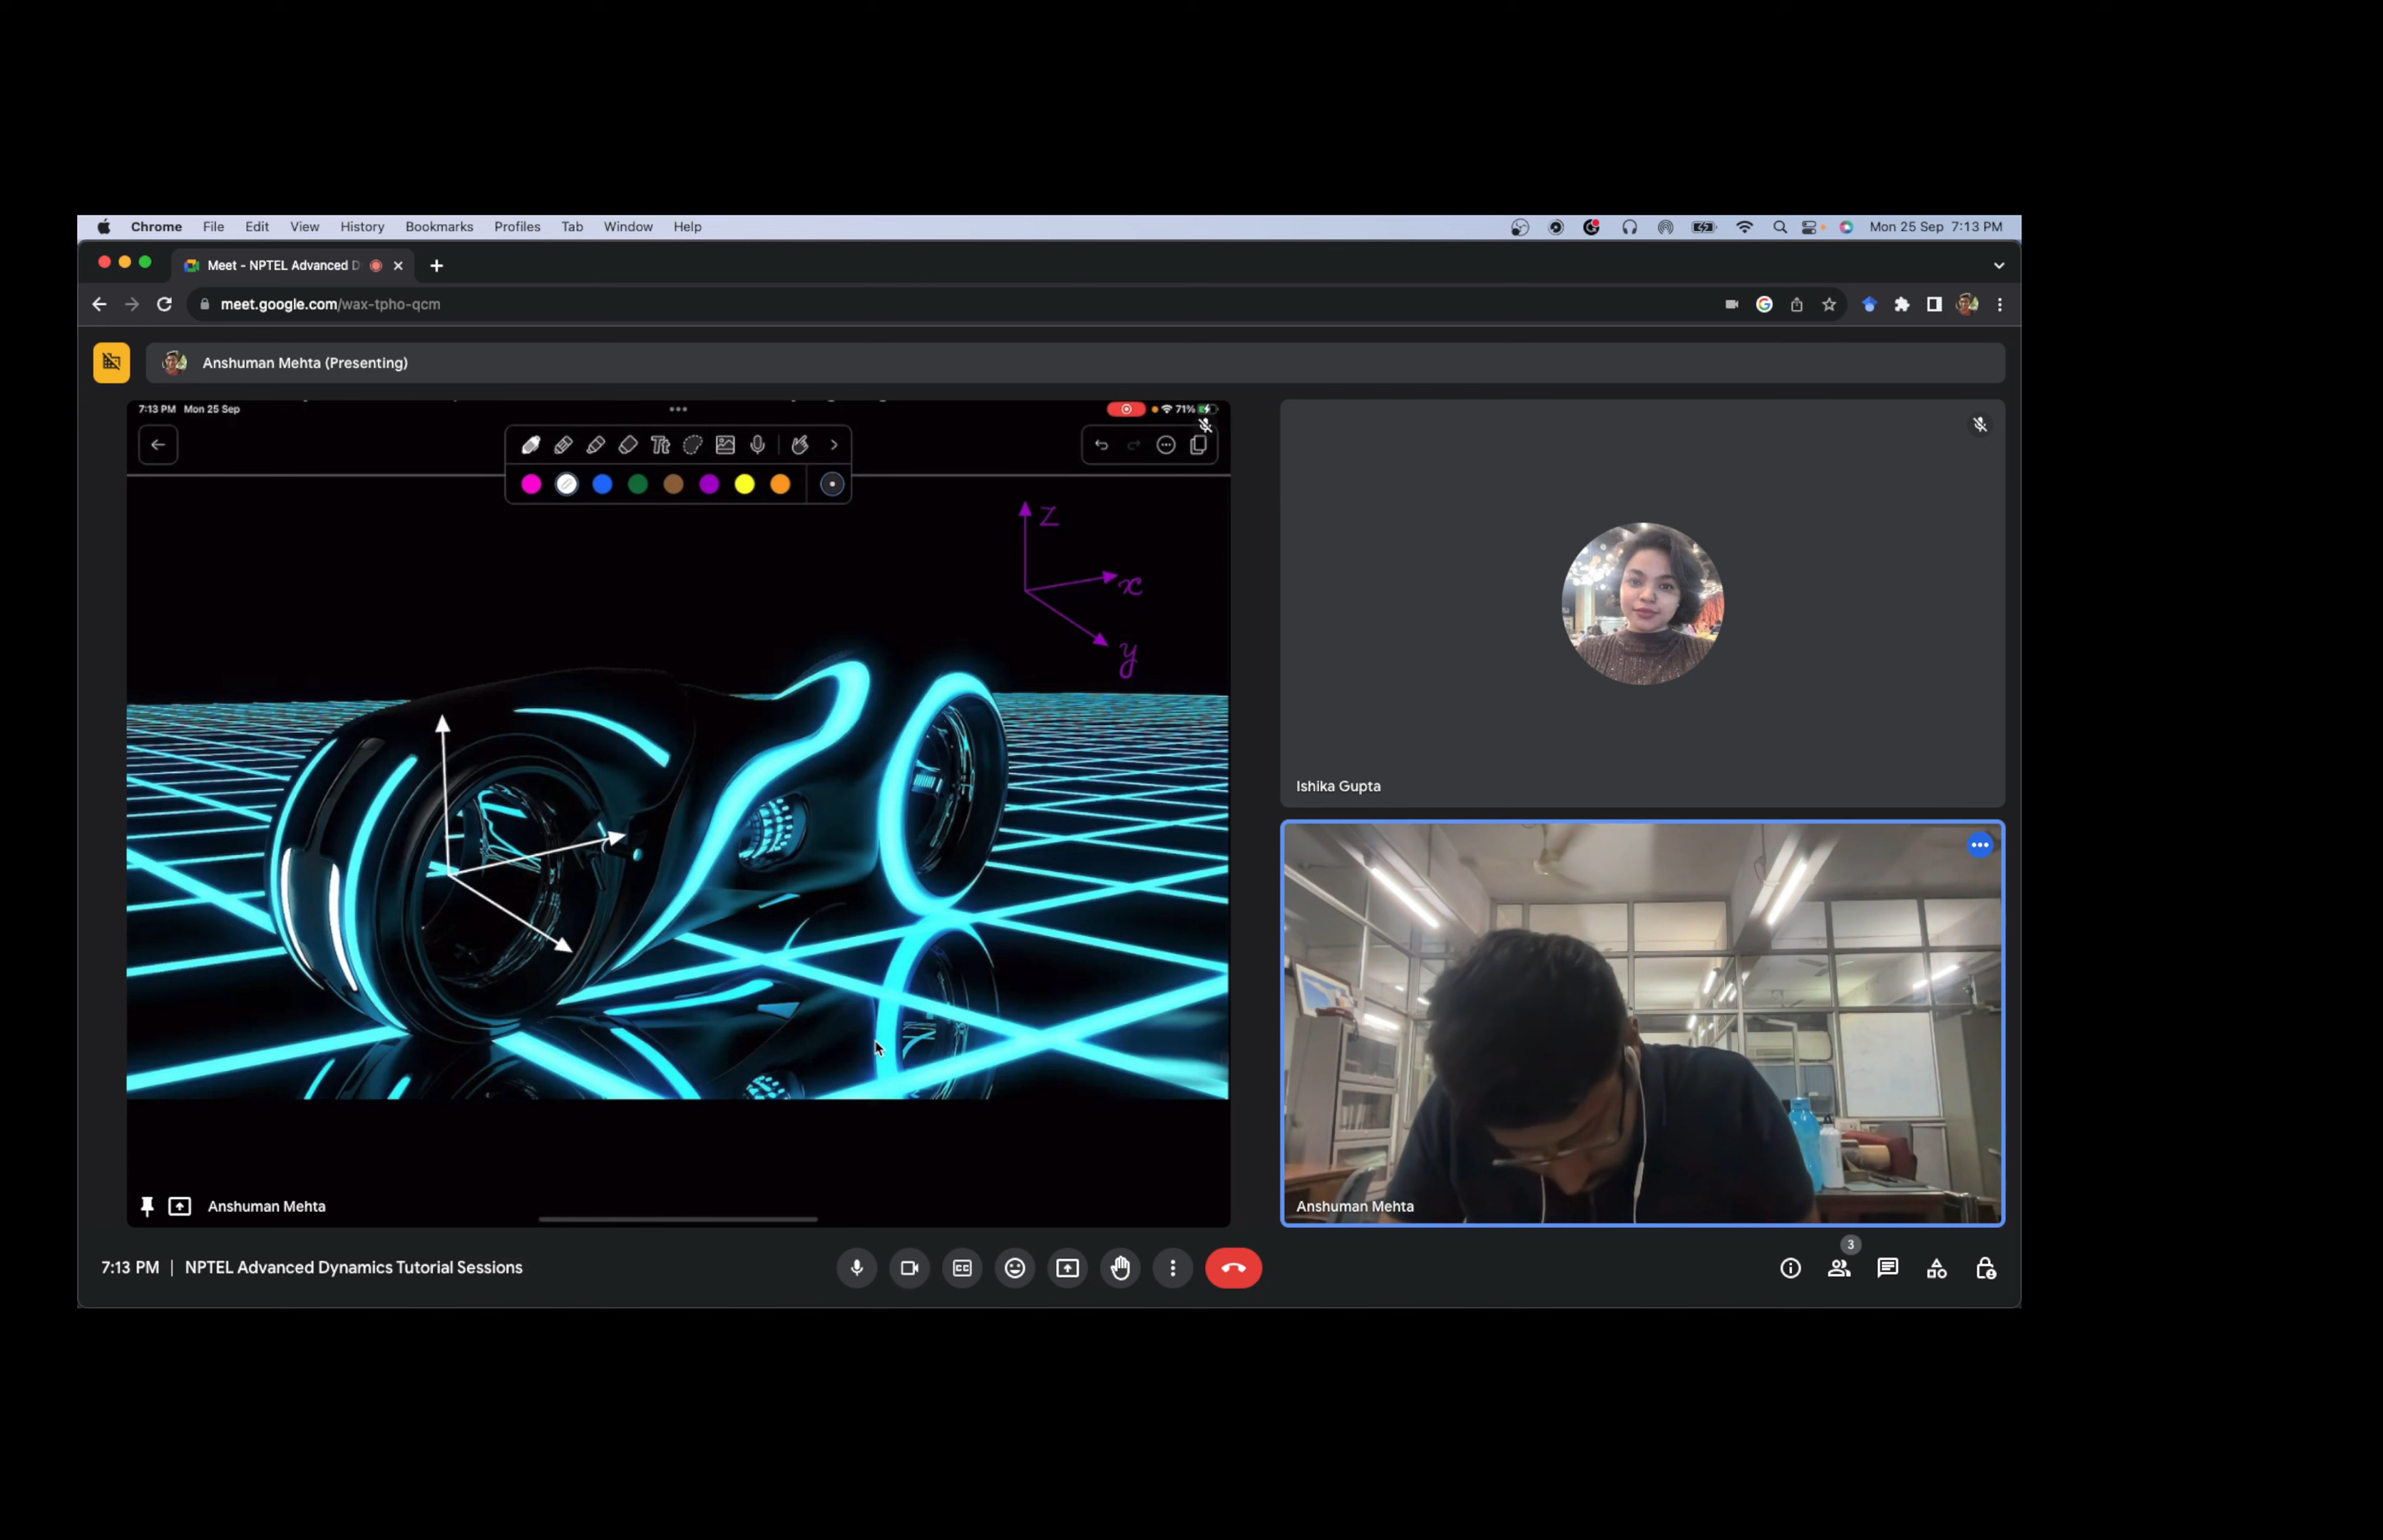 Chrome File Edit View History Bookmarks Profiles Tab Window Help Mon 25 Sep 7:13 PM
Meet - NPTEL Advanced D
meet.google.com/wax-tpho-qcm
Anshuman Mehta (Presenting)
7:13 PM Mon 25 Sep 71%
Tt
z
x
y
Ishika Gupta
Anshuman Mehta
Anshuman Mehta
7:13 PM | NPTEL Advanced Dynamics Tutorial Sessions
CC
3